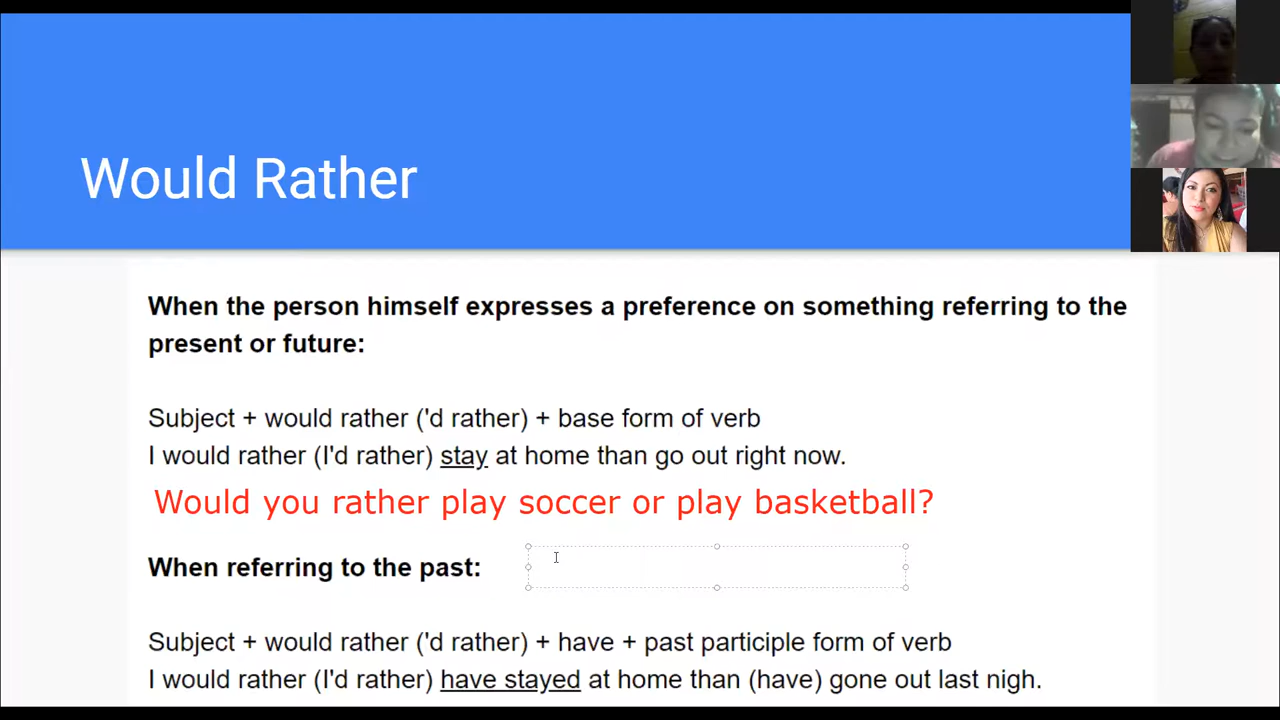 Would Rather
When the person himself expresses a preference on something referring to the
present or future:
Subject + would rather ('d rather) + base form of verb
I would rather (I'd rather) stay at home than go out right now.
Would you rather play soccer or play basketball?
When referring to the past:
Subject + would rather ('d rather) + have + past participle form of verb
I would rather (I'd rather) have stayed at home than (have) gone out last nigh.